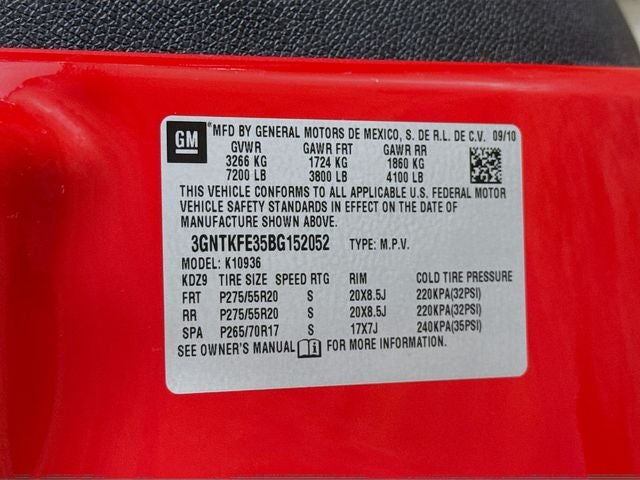 GM ®MFD BY GENERAL MOTORS DE MEXICO, S. DE R.L. DE C.V. 09/10
GVWR GAWR FRT GAWR RR
3266 KG 1724 KG 1860 KG
7200 LB 3800 LB 4100 LB
THIS VEHICLE CONFORMS TO ALL APPLICABLE U.S. FEDERAL MOTOR
VEHICLE SAFETY STANDARDS IN EFFECT ON THE DATE OF
MANUFACTURE SHOWN ABOVE.
3GNTKFE35BG152052 TYPE: M.P.V.
MODEL: K10936
KDZ9 TIRE SIZE SPEED RTG RIM COLD TIRE PRESSURE
FRT P275/55R20 S 20X8.5J 220KPA(32PSI)
RR P275/55R20 S 20X8.5J 220KPA(32PSI)
SPA P265/70R17 S 17X7J 240KPA(35PSI)
SEE OWNER'S MANUAL i FOR MORE INFORMATION.